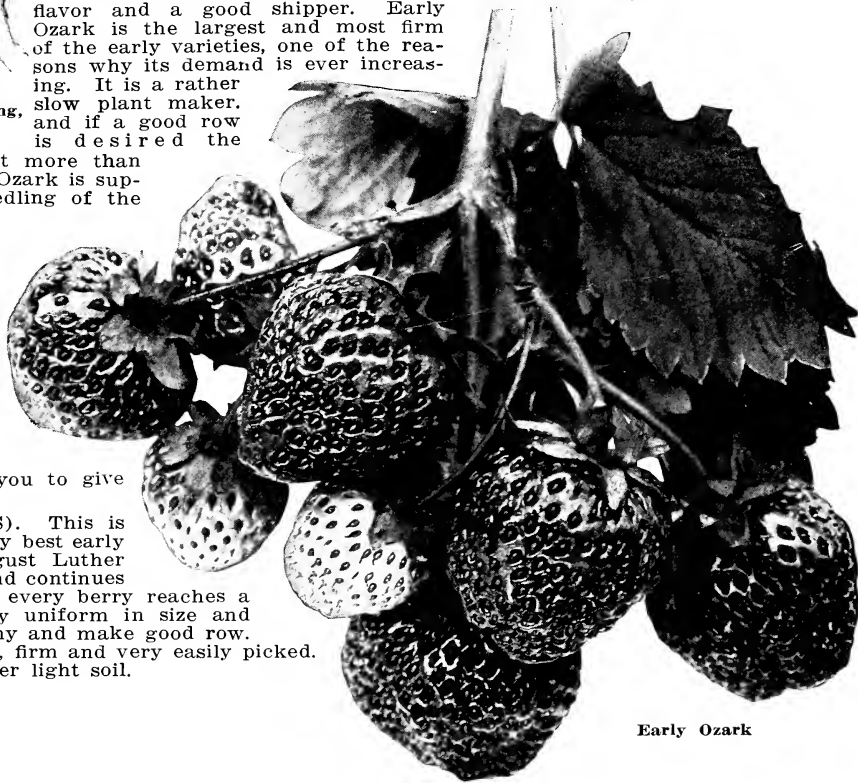 flavor and a good shipper. Early
Ozark is the largest and most firm
of the early varieties, one of the rea-
sons why its demand is ever increas-
ing. It is a rather
ng, slow plant maker.
and if a good row
is desired the
t more than
Ozark is sup-
edling of the
you to give
S). This is
y best early
gust Luther
nd continues
every berry reaches a
y uniform in size and
ny and make good row.
, firm and very easily picked.
er light soil.
Early Ozark